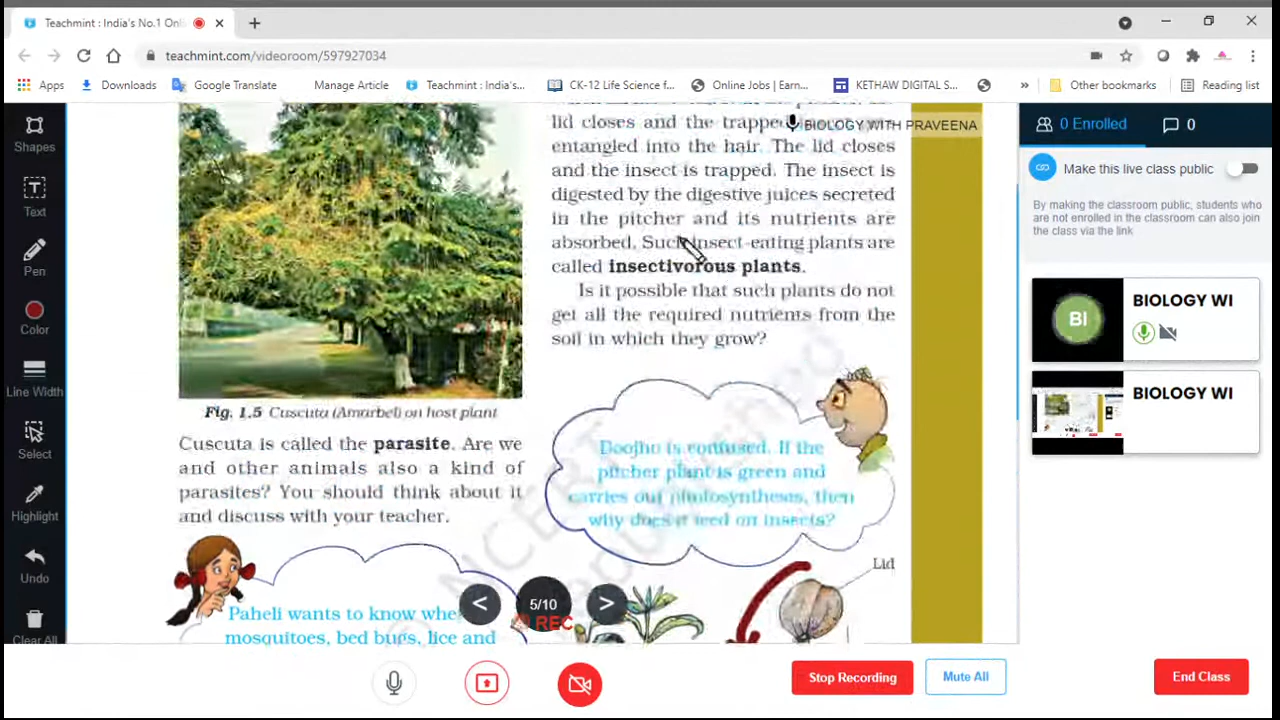 Teachmint : India's No.1 Onl
teachmint.com/videoroom/597927034
Apps Downloads Google Translate Manage Article Teachmint : India's... CK-12 Life Science f... Online Jobs | Earn... KETHAW DIGITAL S... » Other bookmarks Reading list
Shapes
Text
Pen
Color
Line Width
Select
Highlight
Undo
Clear All
Fig. 1.5 Cuscuta (Amarbel) on host plant
Cuscuta is called the parasite. Are we
and other animals also a kind of
parasites? You should think about it
and discuss with your teacher.
Paheli wants to know whe
mosquitoes, bed bugs, lice and
BIOLOGY WITH PRAVEENA
lid closes and the trapped
entangled into the hair. The lid closes
and the insect is trapped. The insect is
digested by the digestive juices secreted
in the pitcher and its nutrients are
absorbed. Such insect-eating plants are
called insectivorous plants.
Is it possible that such plants do not
get all the required nutrients from the
soil in which they grow?
Boojho is confused. If the
pitcher plant is green and
carries out photosynthesis, then
why does it feed on insects?
Lid
NCERT
republished
< 5/10 >
REC
0 Enrolled 0
Make this live class public
By making the classroom public, students who
are not enrolled in the classroom can also join
the class via the link
BI
BIOLOGY WI
BIOLOGY WI
Stop Recording
Mute All
End Class